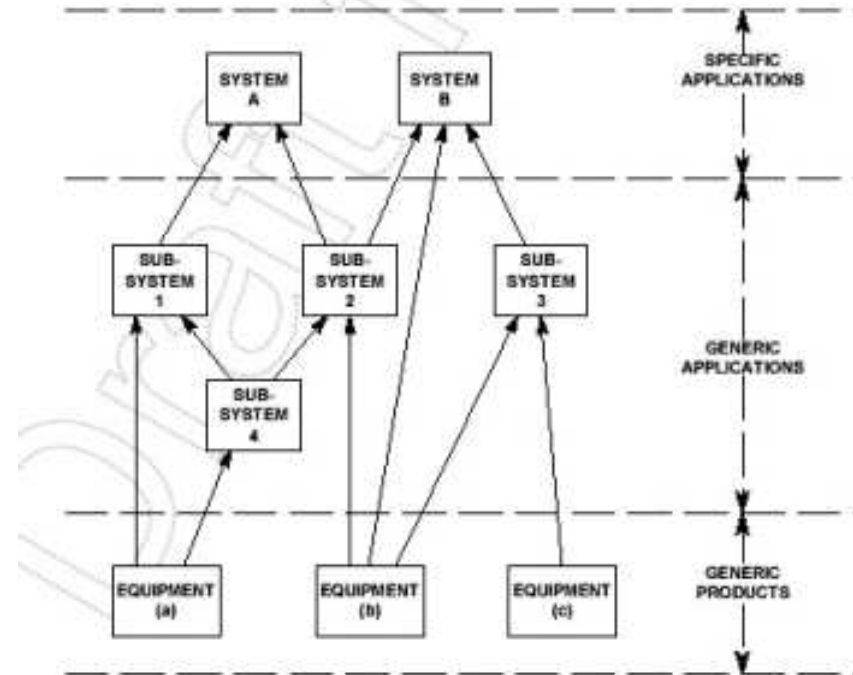 SYSTEM
A
SYSTEM
B
SPECIFIC
APPLICATIONS
SUB-
SYSTEM
1
SUB-
SYSTEM
2
SUB-
SYSTEM
3
GENERIC
APPLICATIONS
SUB-
SYSTEM
4
EQUIPMENT
(a)
EQUIPMENT
(b)
EQUIPMENT
(c)
GENERIC
PRODUCTS
Draft